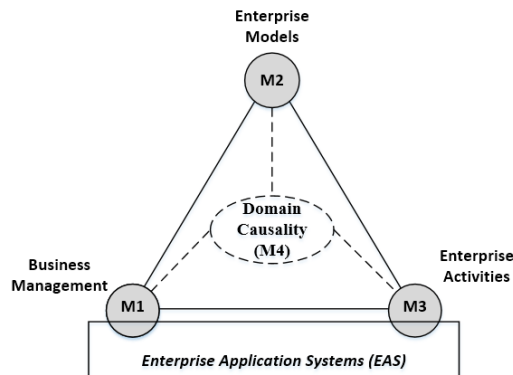 Enterprise
Models
M2
Domain
Causality
(M4)
Business
Management
Enterprise
Activities
M1
M3
Enterprise Application Systems (EAS)